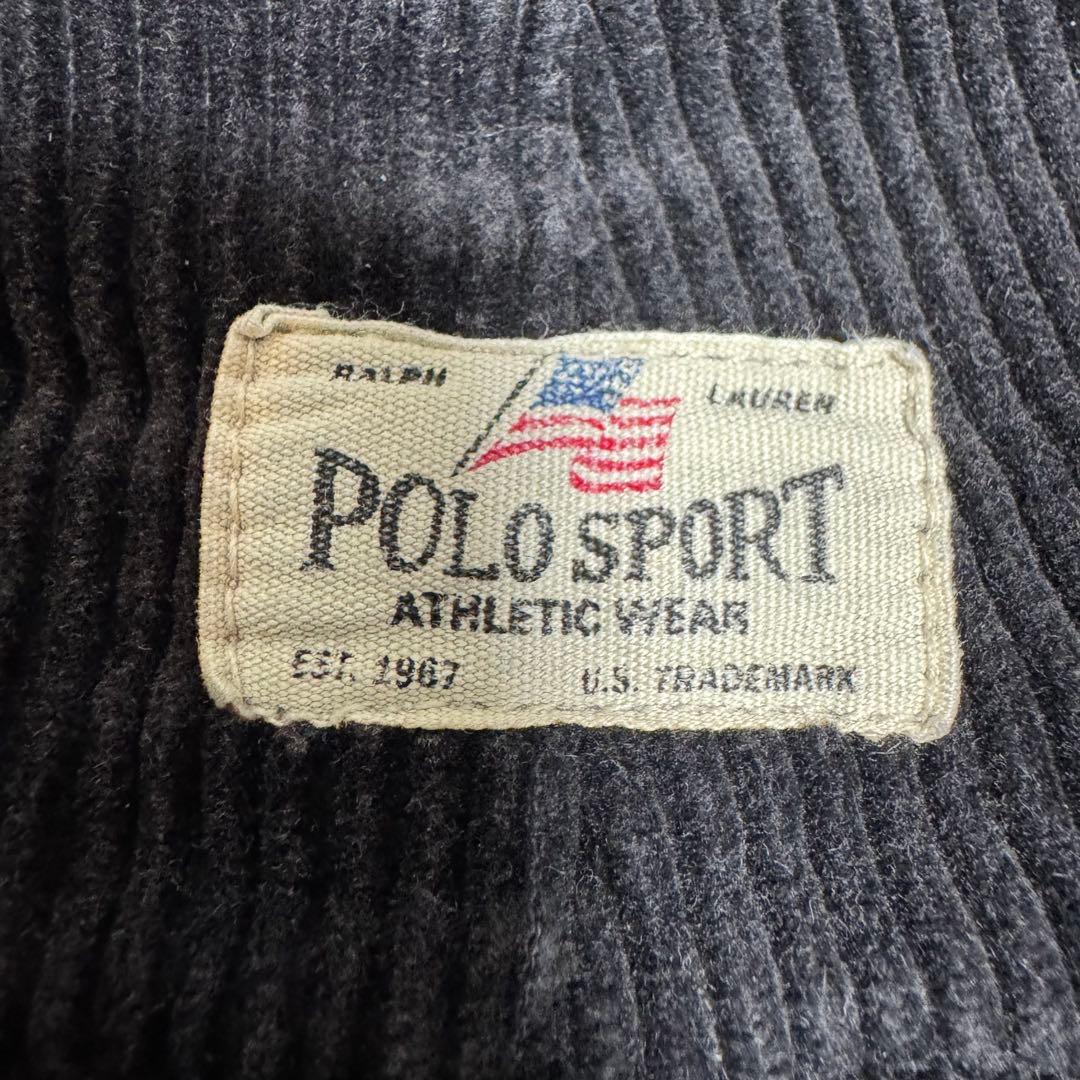 RALPH LAUREN
POLO SPORT
ATHLETIC WEAR
EST. 1967 U.S. TRADEMARK